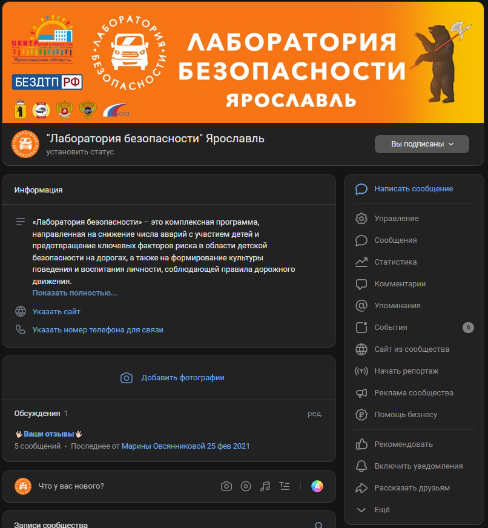 ЛАБОРАТОРИЯ
БЕЗОПАСНОСТИ
ЯРОСЛАВЛЬ
ЛАБОРАТОРИЯ
БЕЗОПАСНОСТИ
БЕЗДТП РФ
"Лаборатория безопасности" Ярославль
установить статус
Вы подписаны
Информация
«Лаборатория безопасности» – это комплексная программа,
направленная на снижение числа аварий с участием детей и
предотвращение ключевых факторов риска в области детской
безопасности на дорогах, а также на формирование культуры
поведения и воспитания личности, соблюдающей правила дорожного
движения.
Показать полностью...
Указать сайт
Указать номер телефона для связи
Добавить фотографии
Обсуждения 1
ред.
Ваши отзывы
5 сообщений · Последнее от Марины Овсянниковой 25 фев 2021
Что у вас нового?
Записи сообщества
Написать сообщение
Управление
Сообщения
Статистика
Комментарии
Упоминания
События 6
Сайт из сообщества
Начать репортаж
Реклама сообщества
Помощь бизнесу
Рекомендовать
Включить уведомления
Рассказать друзьям
Ещё